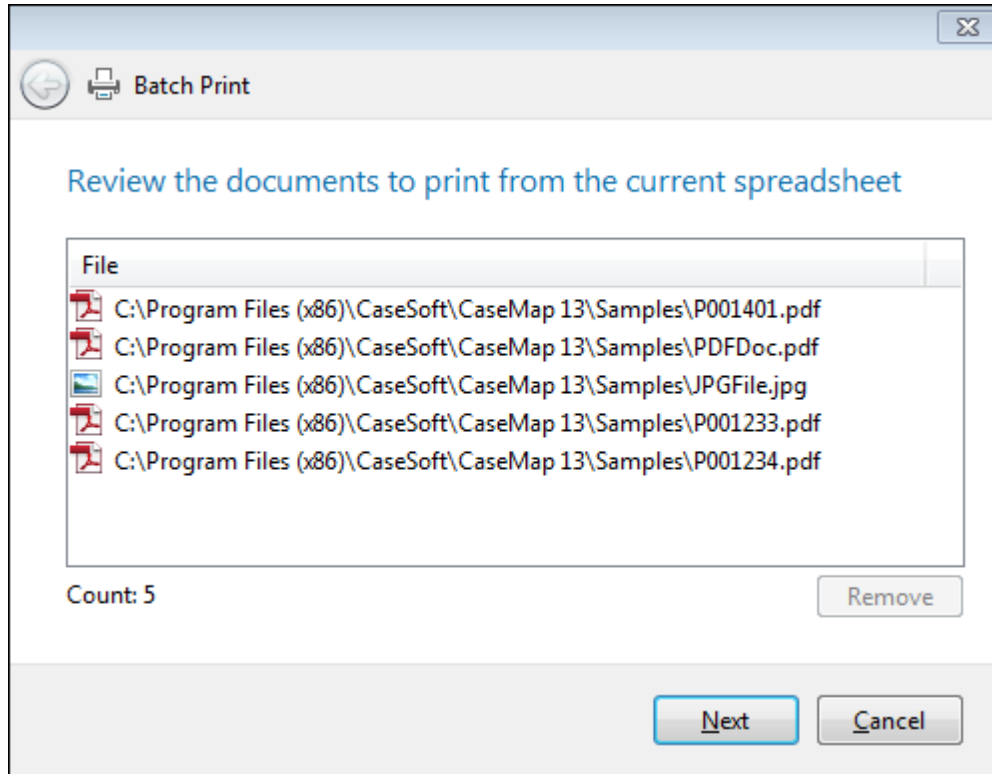 Batch Print
Review the documents to print from the current spreadsheet
File
C:\Program Files (x86)\CaseSoft\CaseMap 13\Samples\P001401.pdf
C:\Program Files (x86)\CaseSoft\CaseMap 13\Samples\PDFDoc.pdf
C:\Program Files (x86)\CaseSoft\CaseMap 13\Samples\JPGFile.jpg
C:\Program Files (x86)\CaseSoft\CaseMap 13\Samples\P001233.pdf
C:\Program Files (x86)\CaseSoft\CaseMap 13\Samples\P001234.pdf
Count: 5
Remove
Next
Cancel